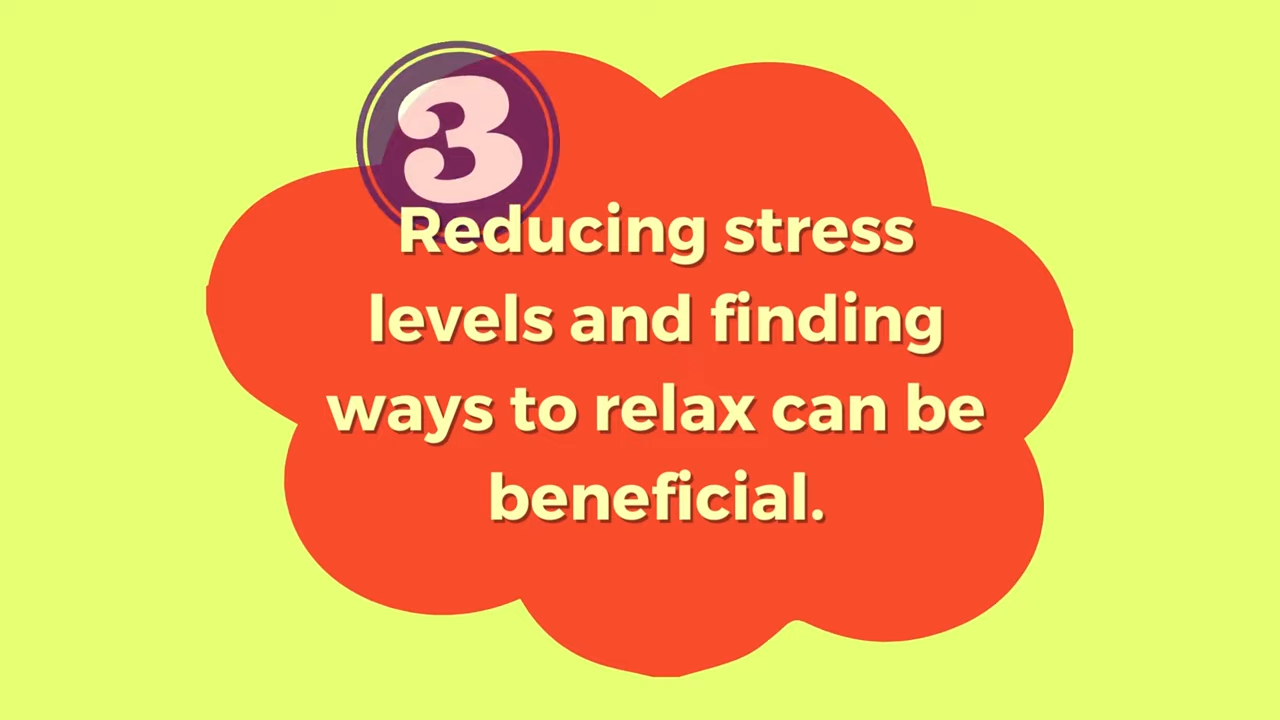 3
Reducing stress
levels and finding
ways to relax can be
beneficial.